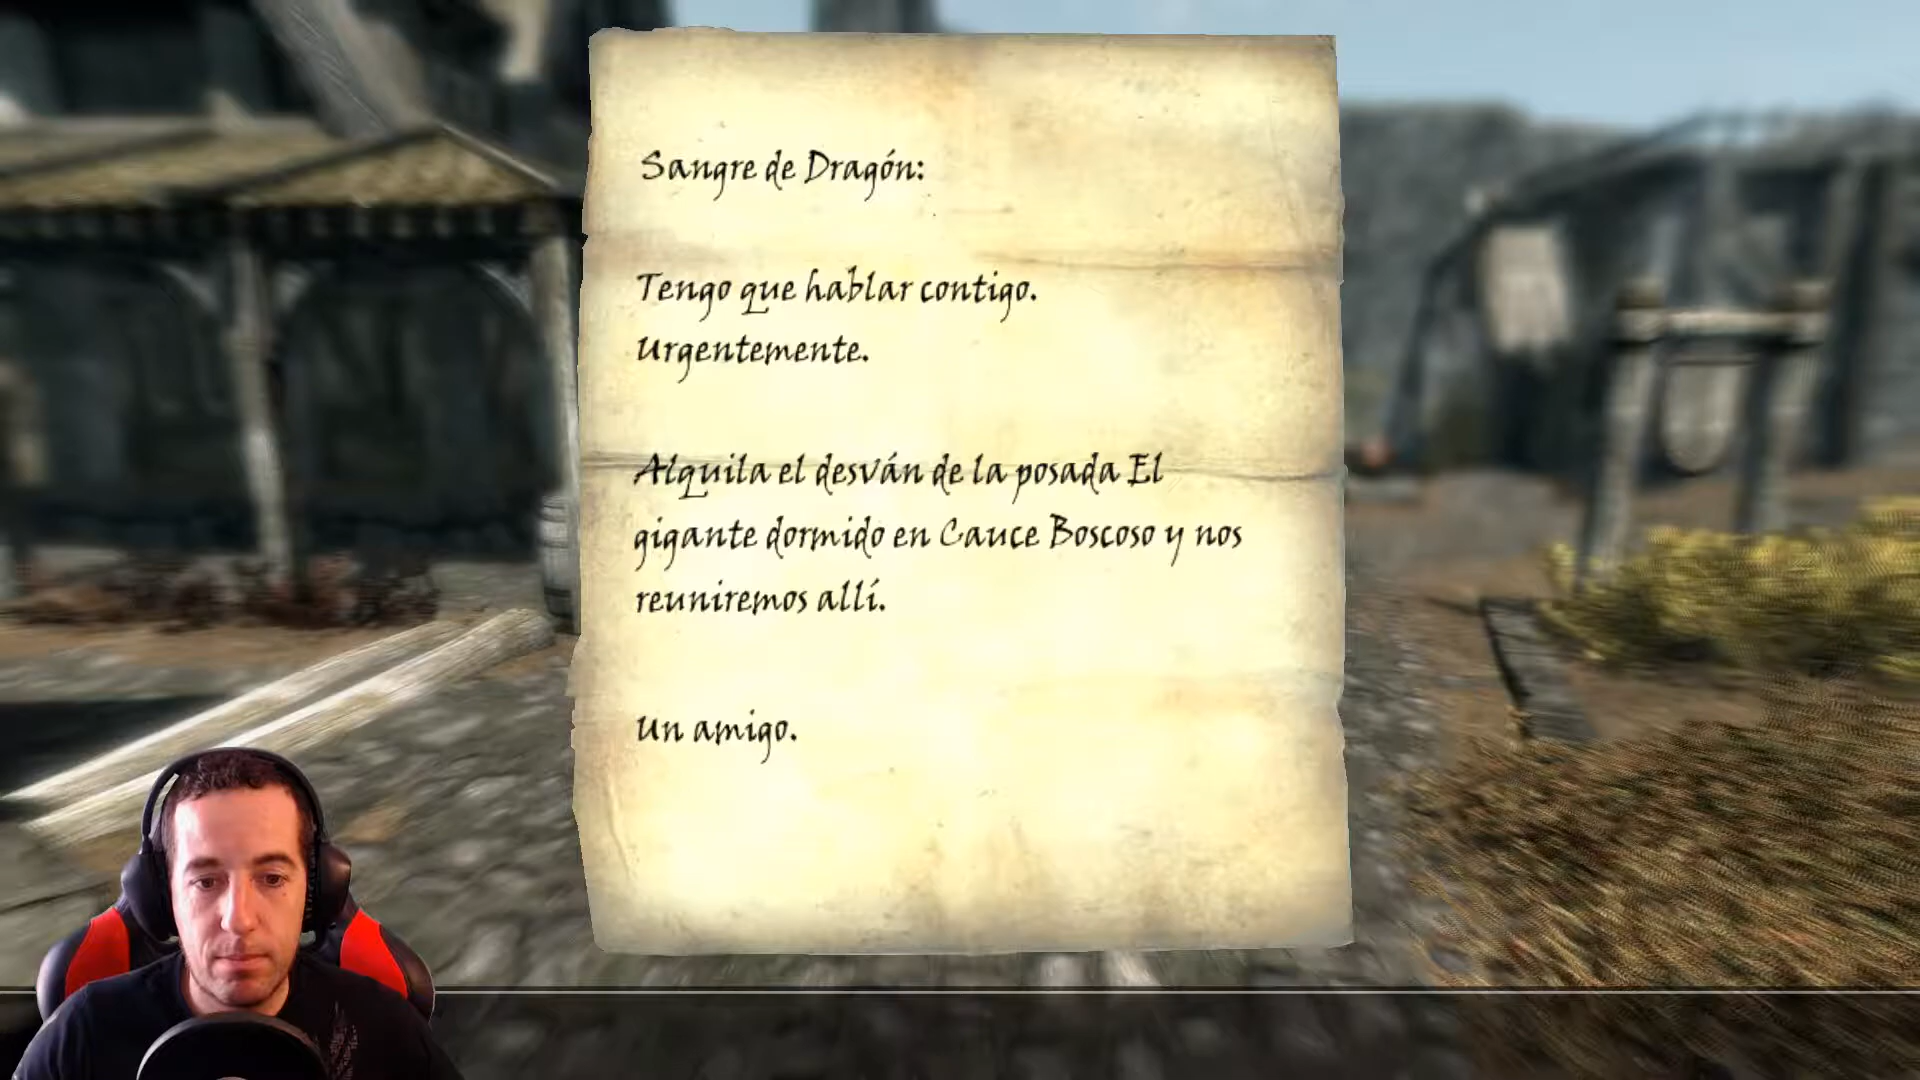 Sangre de Dragón:
Tengo que hablar contigo.
Urgentemente.
Alquila el desván de la posada El
gigante dormido en Cauce Boscoso y nos
reuniremos allí.
Un amigo.